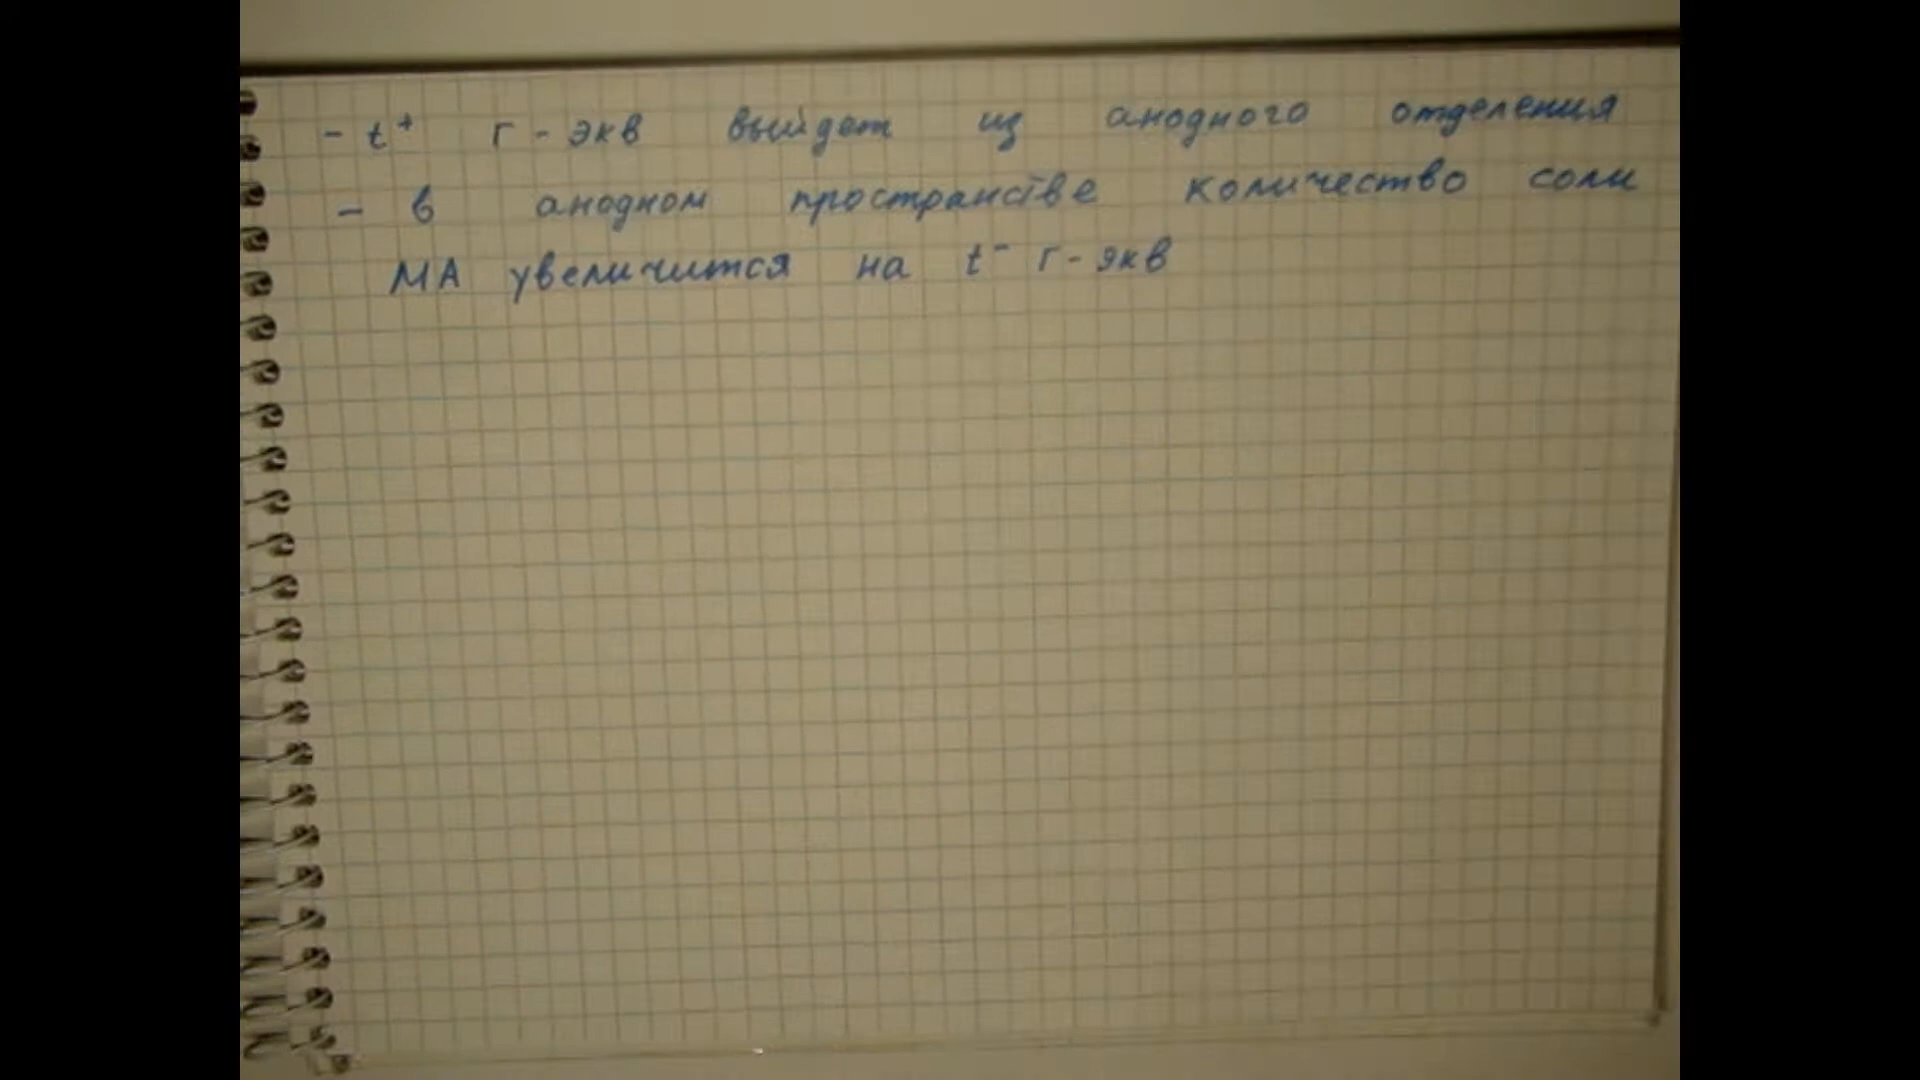 - t⁺ г-экв выйдет из анодного отделения
- в анодном пространстве количество соли
МА увеличится на t⁻ г-экв